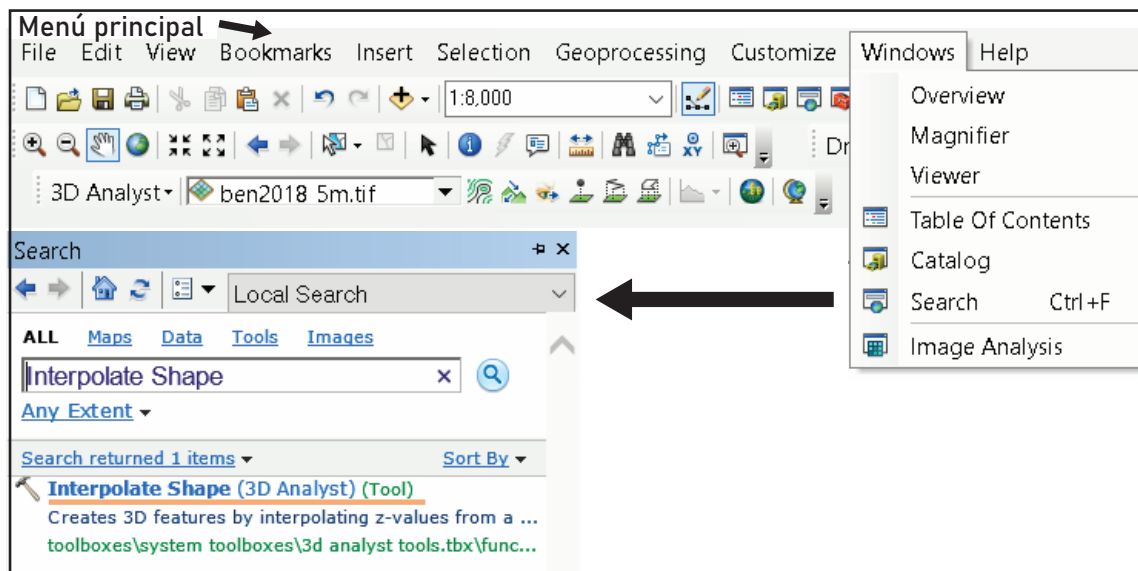 Menú principal
File Edit View Bookmarks Insert Selection Geoprocessing Customize Windows Help
1:8,000
Dr
3D Analyst ben2018 5m.tif
Overview
Magnifier
Viewer
Table Of Contents
Catalog
Search Ctrl+F
Image Analysis
Search
Local Search
ALL Maps Data Tools Images
Interpolate Shape
Any Extent
Search returned 1 items Sort By
Interpolate Shape (3D Analyst) (Tool)
Creates 3D features by interpolating z-values from a ...
toolboxes\system toolboxes\3d analyst tools.tbx\func...